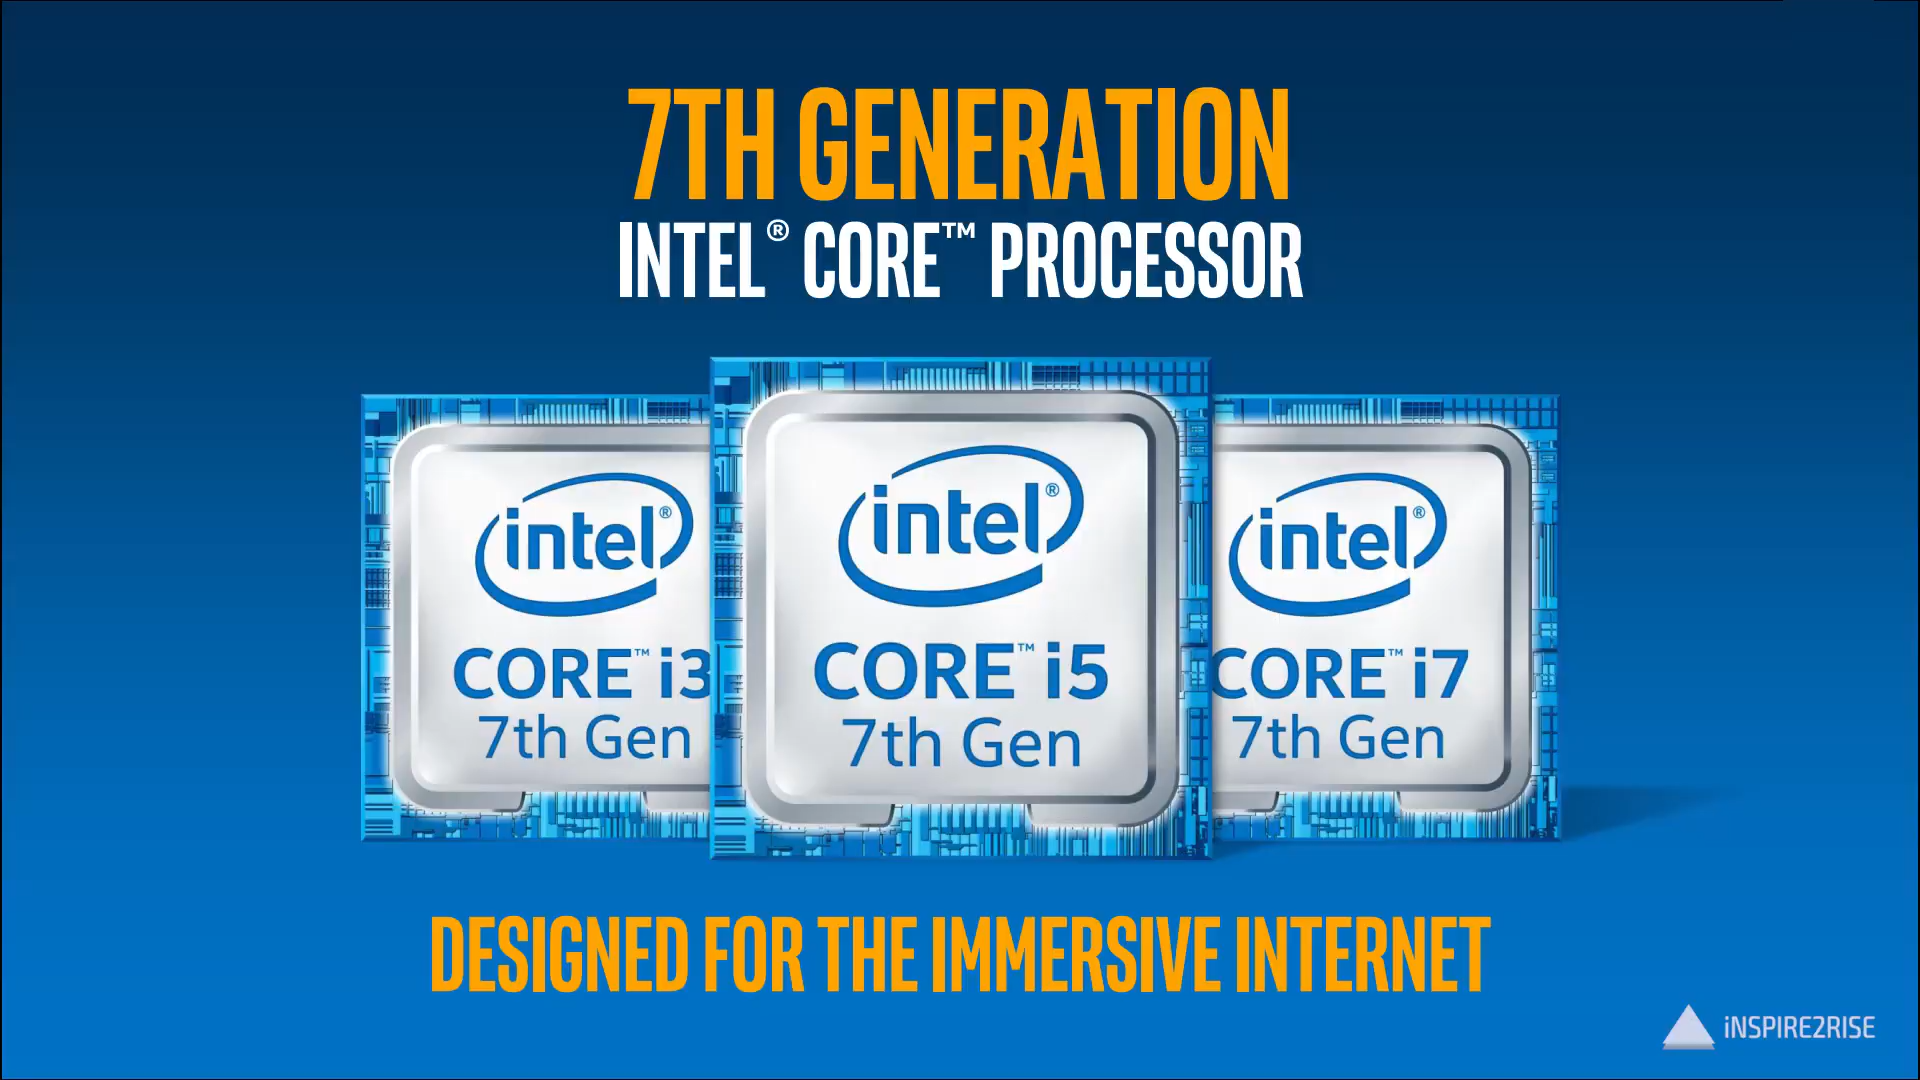 7TH GENERATION
INTEL® CORE™ PROCESSOR
intel®
CORE™ i3
7th Gen
intel®
CORE™ i5
7th Gen
intel®
CORE™ i7
7th Gen
DESIGNED FOR THE IMMERSIVE INTERNET
iNSPIRE2RISE